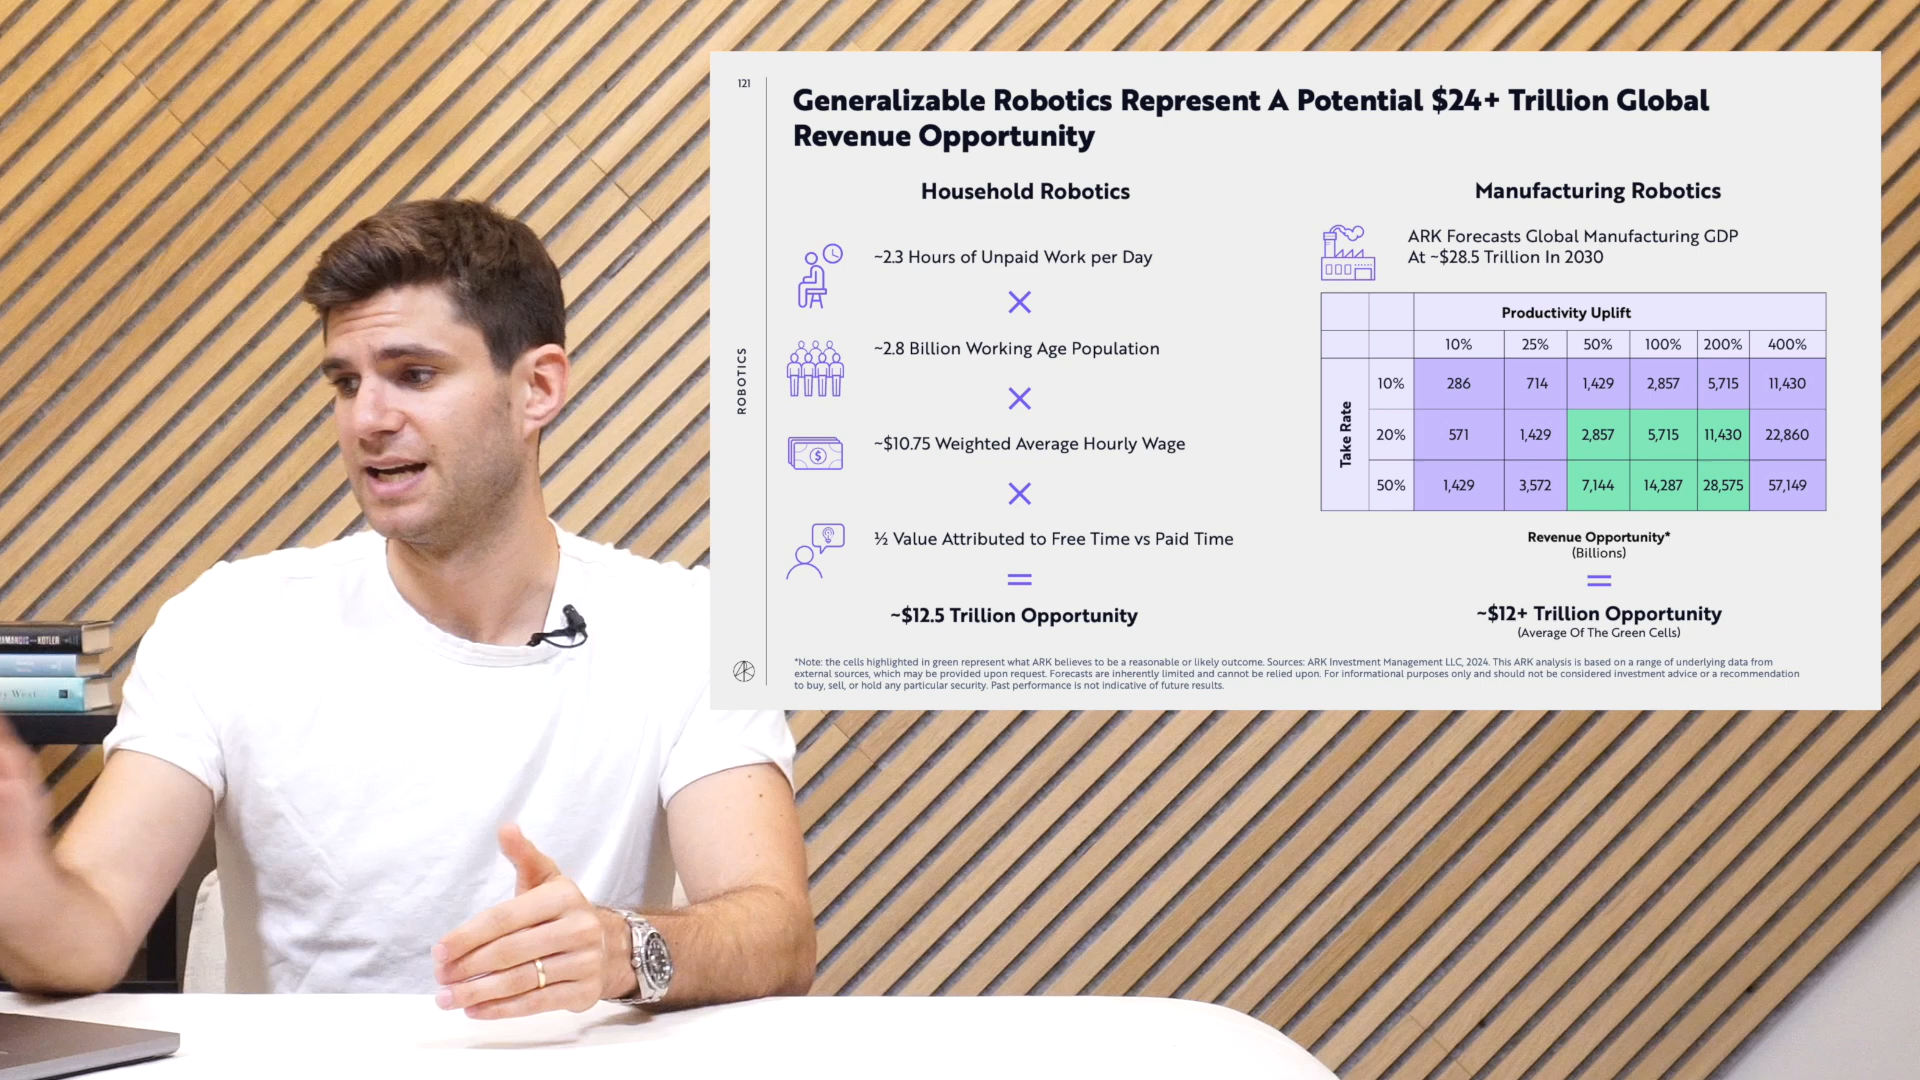 121
Generalizable Robotics Represent A Potential $24+ Trillion Global
Revenue Opportunity
ROBOTICS
Household Robotics
~2.3 Hours of Unpaid Work per Day
×
~2.8 Billion Working Age Population
×
~$10.75 Weighted Average Hourly Wage
×
½ Value Attributed to Free Time vs Paid Time
=
~$12.5 Trillion Opportunity
Manufacturing Robotics
ARK Forecasts Global Manufacturing GDP
At ~$28.5 Trillion In 2030
Productivity Uplift
10% 25% 50% 100% 200% 400%
Take Rate
10% 286 714 1,429 2,857 5,715 11,430
20% 571 1,429 2,857 5,715 11,430 22,860
50% 1,429 3,572 7,144 14,287 28,575 57,149
Revenue Opportunity*
(Billions)
=
~$12+ Trillion Opportunity
(Average Of The Green Cells)
*Note: the cells highlighted in green represent what ARK believes to be a reasonable or likely outcome. Sources: ARK Investment Management LLC, 2024. This ARK analysis is based on a range of underlying data from
external sources, which may be provided upon request. Forecasts are inherently limited and cannot be relied upon. For informational purposes only and should not be considered investment advice or a recommendation
to buy, sell, or hold any particular security. Past performance is not indicative of future results.
KOTLER
West